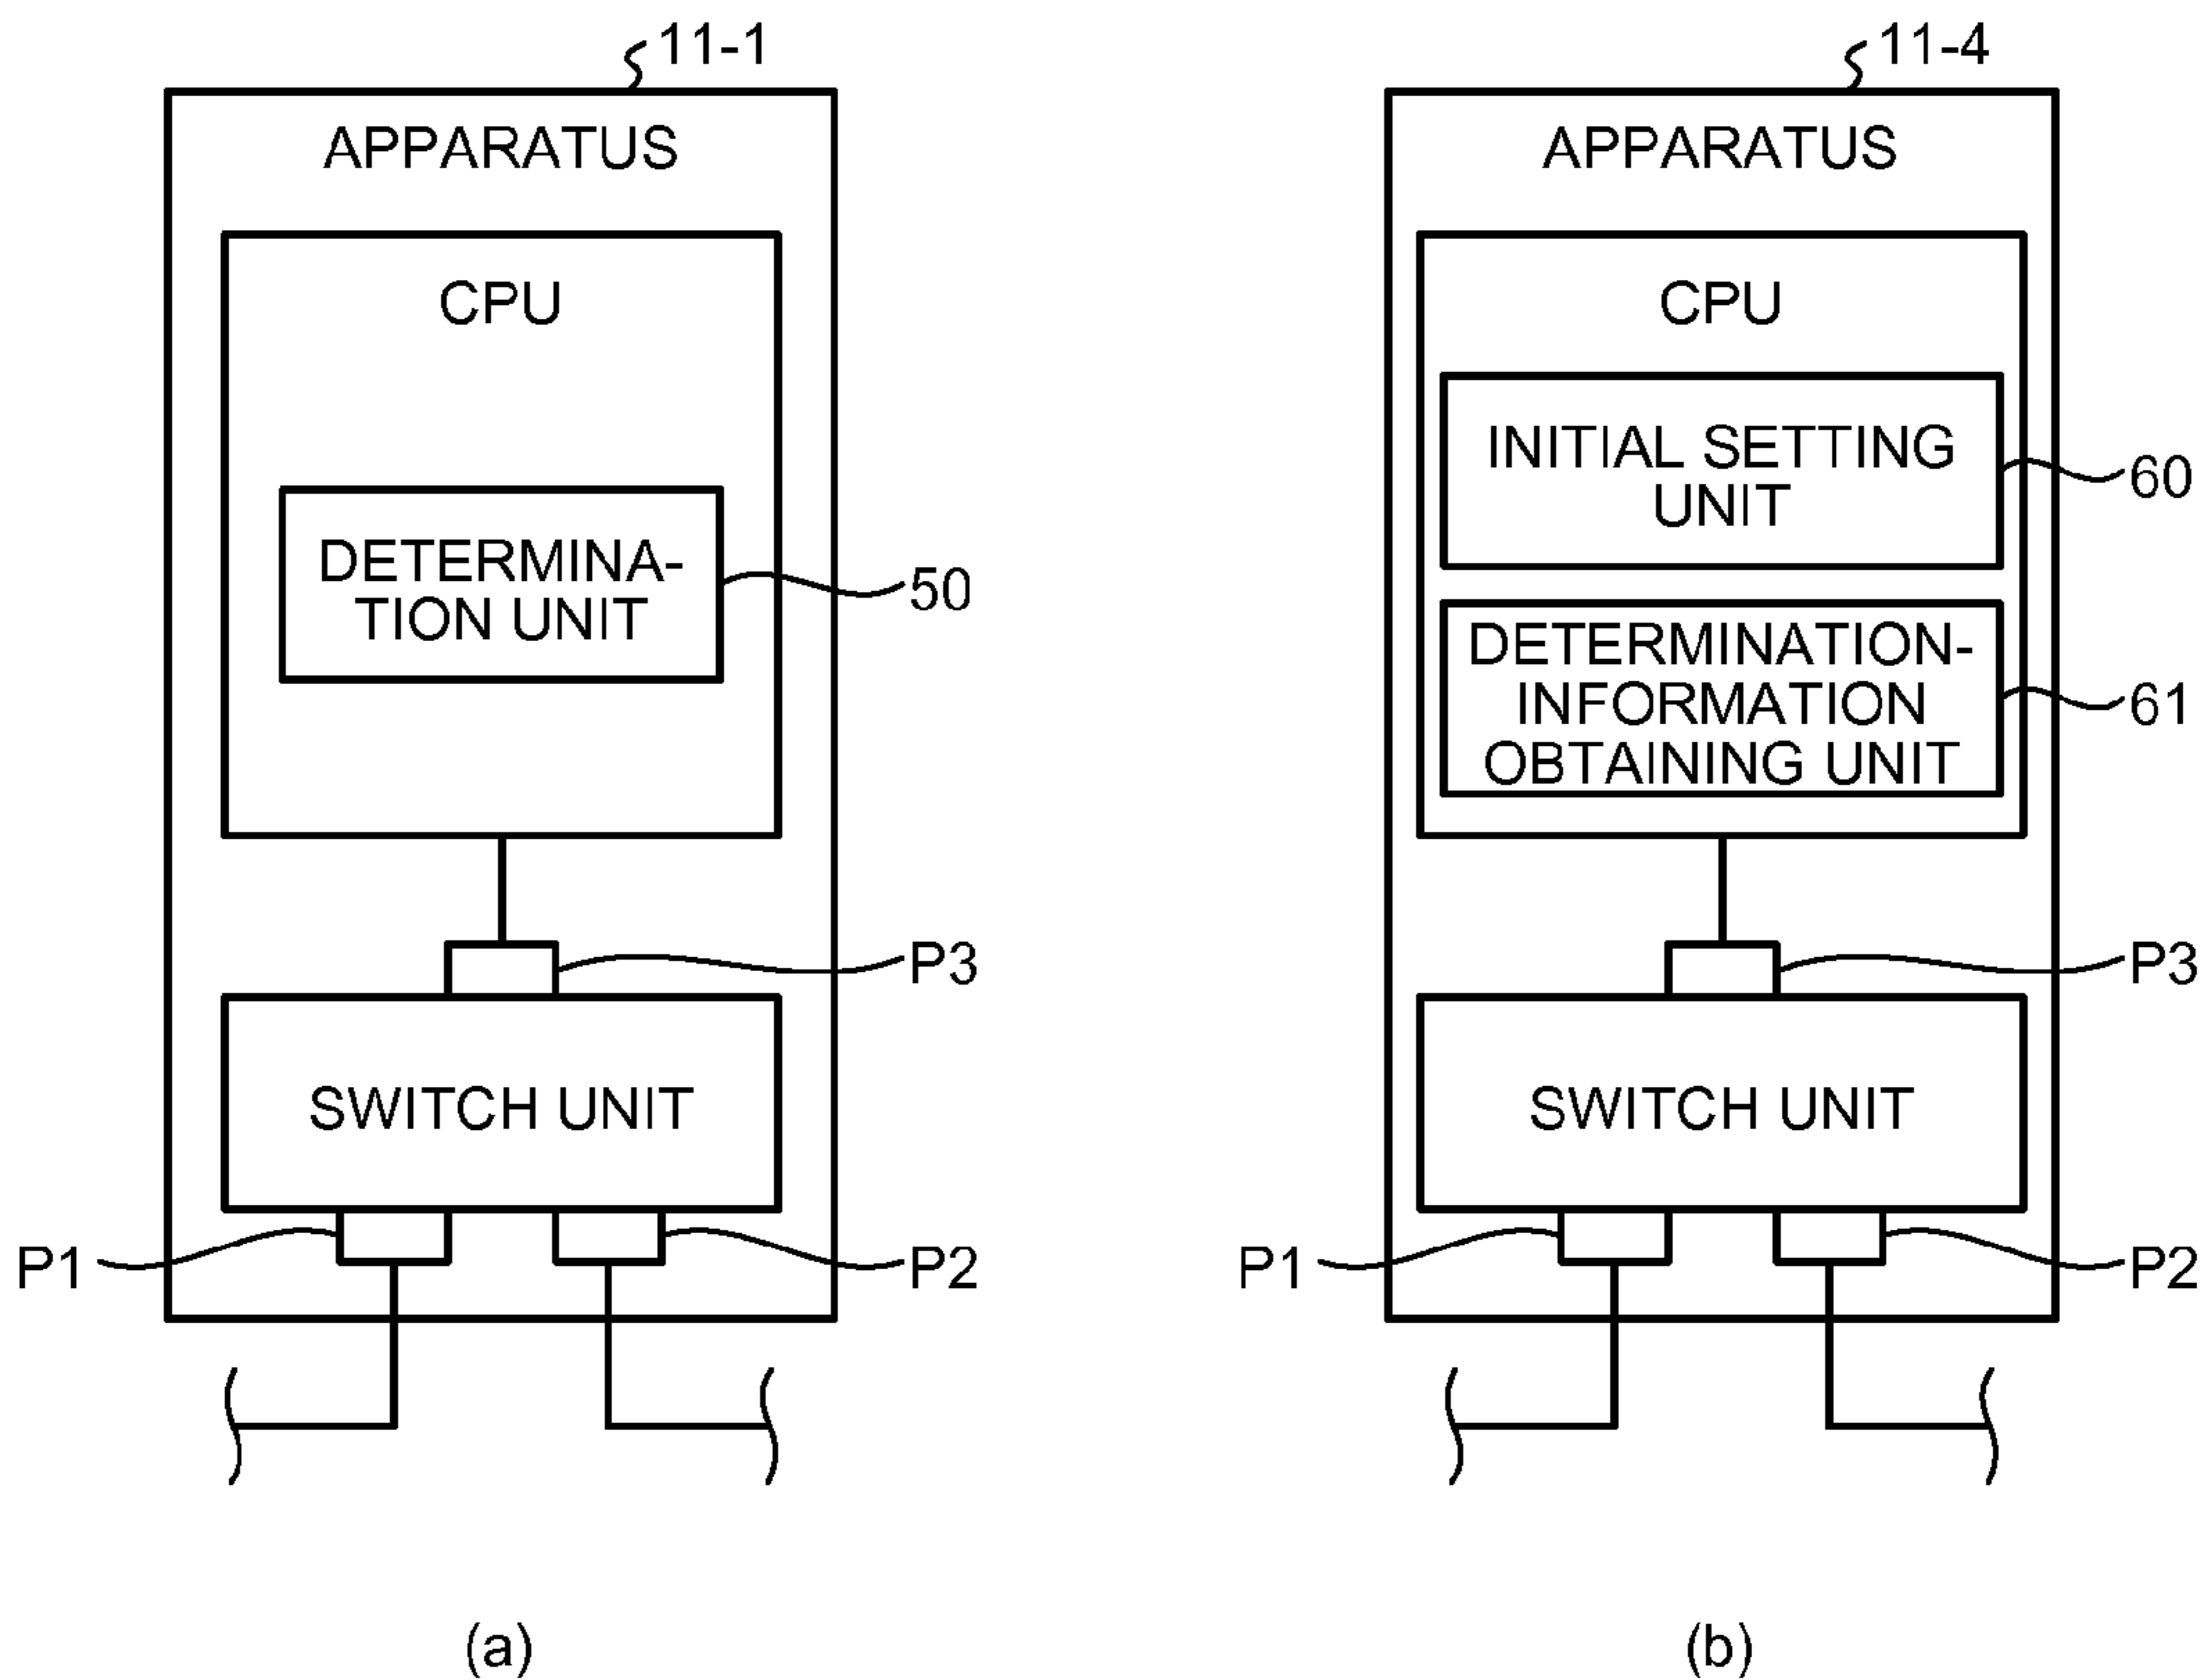 11-1
APPARATUS
CPU
DETERMINA-
TION UNIT
50
P3
SWITCH UNIT
P1
P2
(a)
11-4
APPARATUS
CPU
INITIAL SETTING
UNIT
60
DETERMINATION-
INFORMATION
OBTAINING UNIT
61
P3
SWITCH UNIT
P1
P2
(b)